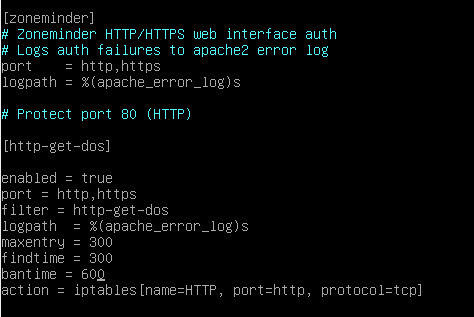 [zoneminder]
# Zoneminder HTTP/HTTPS web interface auth
# Logs auth failures to apache2 error log
port    = http,https
logpath = %(apache_error_log)s
# Protect port 80 (HTTP)
[http-get-dos]
enabled = true
port = http,https
filter = http-get-dos
logpath  = %(apache_error_log)s
maxentry = 300
findtime = 300
bantime = 600
action = iptables[name=HTTP, port=http, protocol=tcp]